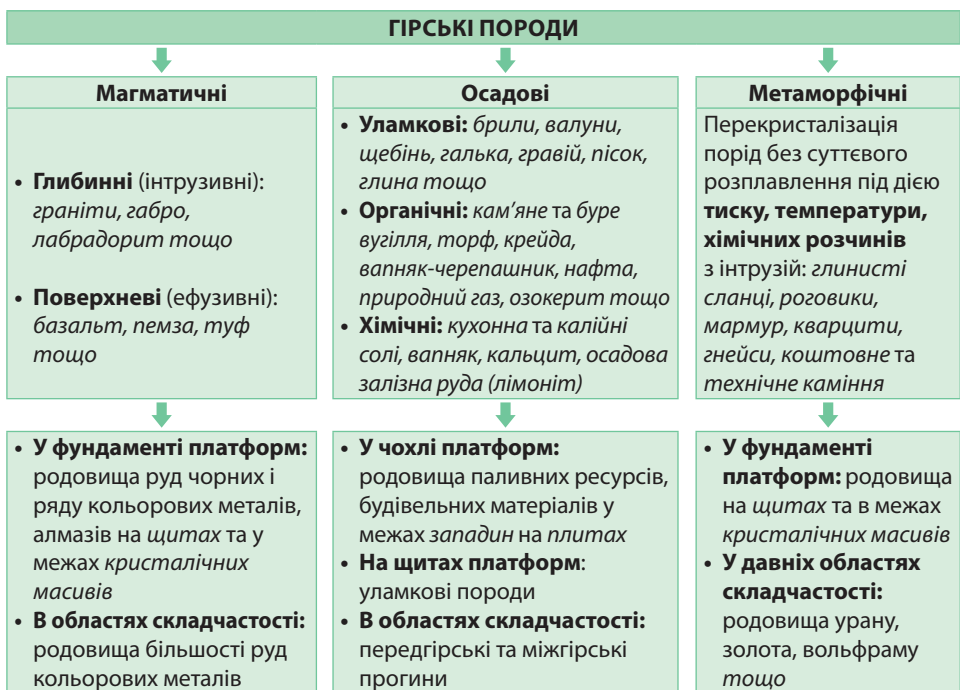 ГІРСЬКІ ПОРОДИ
Магматичні
• Глибинні (інтрузивні):
граніти, габро,
лабрадорит тощо
• Поверхневі (ефузивні):
базальт, пемза, туф
тощо
Осадові
• Уламкові: брили, валуни,
щебінь, галька, гравій, пісок,
глина тощо
• Органічні: кам'яне та буре
вугілля, торф, крейда,
вапняк-черепашник, нафта,
природний газ, озокерит тощо
• Хімічні: кухонна та калійні
солі, вапняк, кальцит, осадова
залізна руда (лімоніт)
Метаморфічні
Перекристалізація
порід без суттєвого
розплавлення під дією
тиску, температури,
хімічних розчинів
з інтрузій: глинисті
сланці, роговики,
мармур, кварцити,
гнейси, коштовне та
технічне каміння
• У фундаменті платформ:
родовища руд чорних і
ряду кольорових металів,
алмазів на щитах та у
межах кристалічних
масивів
• В областях складчастості:
родовища більшості руд
кольорових металів
• У чохлі платформ:
родовища паливних ресурсів,
будівельних матеріалів у
межах западин на плитах
• На щитах платформ:
уламкові породи
• В областях складчастості:
передгірські та міжгірські
прогини
• У фундаменті
платформ: родовища
на щитах та в межах
кристалічних масивів
• У давніх областях
складчастості:
родовища урану,
золота, вольфраму
тощо